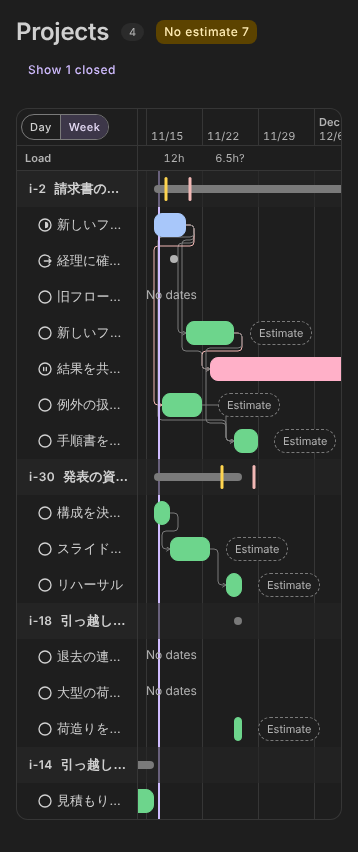 Projects 4 No estimate 7
Show 1 closed
Day Week
Dec
11/15 11/22 11/29 12/6
Load 12h 6.5h?
i-2 請求書の…
新しいフ…
経理に確…
旧フロー… No dates
新しいフ… Estimate
結果を共…
例外の扱… Estimate
手順書を… Estimate
i-30 発表の資…
構成を決…
スライド… Estimate
リハーサル Estimate
i-18 引っ越し…
退去の連… No dates
大型の荷… No dates
荷造りを… Estimate
i-14 引っ越し…
見積もり…